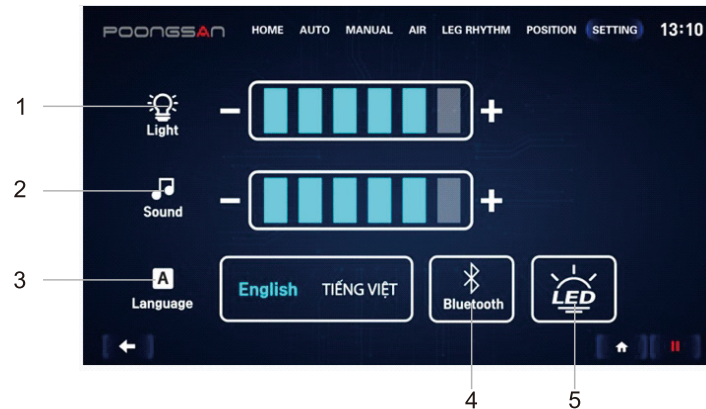 POONGSAN HOME AUTO MANUAL AIR LEG RHYTHM POSITION SETTING 13:10
1
Light
2
Sound
3
A
Language
English TIẾNG VIỆT
Bluetooth
LED
4 5